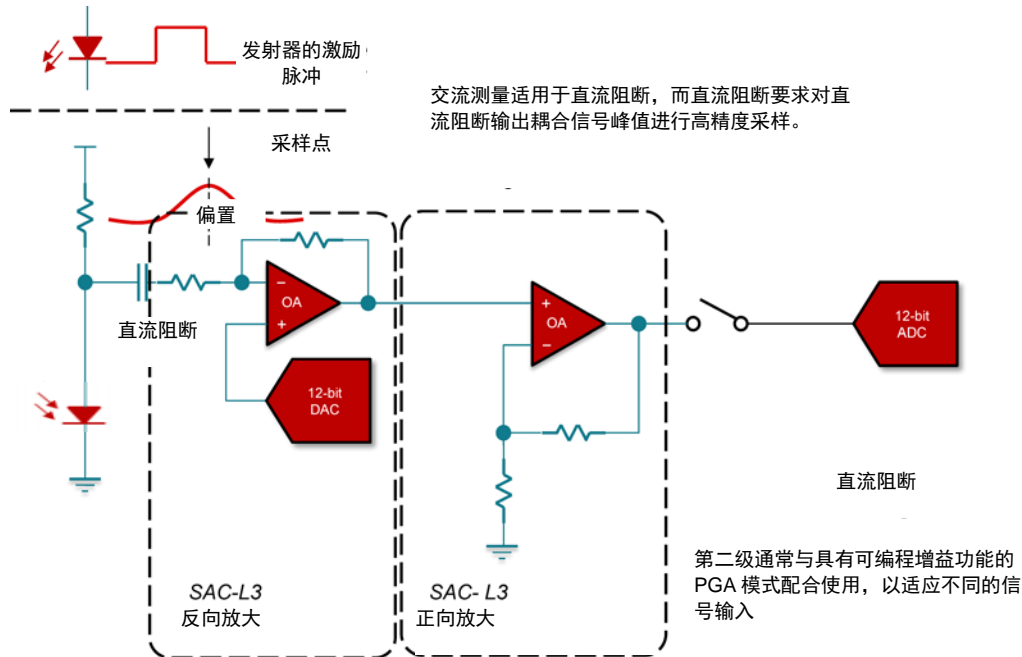 发射器的激励
脉冲
交流测量适用于直流阻断，而直流阻断要求对直
流阻断输出耦合信号峰值进行高精度采样。
采样点
偏置
OA
直流阻断
12-bit
DAC
OA
12-bit
ADC
直流阻断
第二级通常与具有可编程增益功能的
PGA 模式配合使用，以适应不同的信
号输入
SAC-L3
反向放大
SAC- L3
正向放大